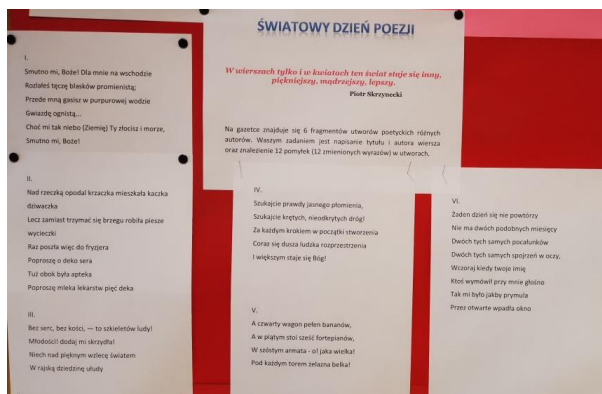 ŚWIATOWY DZIEŃ POEZJI
W wierszach tylko i w kwiatach ten świat staje się inny,
piękniejszy, mądrzejszy, lepszy.
Piotr Skrzynecki
Na gazetce znajduje się 6 fragmentów utworów poetyckich różnych
autorów. Waszym zadaniem jest napisanie tytułu i autora wiersza
oraz znalezienie 12 pomyłek (12 zmienionych wyrazów) w utworach.
I.
Smutno mi, Boże! Dla mnie na wschodzie
Rozlałeś tęczę blasków promienistą;
Przede mną gasisz w purpurowej wodzie
Gwiazdę ognistą...
Choć mi tak niebo (Ziemię) Ty złocisz i morze,
Smutno mi, Boże!
II.
Nad rzeczką opodal krzaczka mieszkała kaczka
dziwaczka
Lecz zamiast trzymać się brzegu robiła piesze
wycieczki
Raz poszła więc do fryzjera
Poproszę o deko sera
Tuż obok była apteka
Poproszę mleka lekarstw pięć deka
III.
Bez serc, bez kości, — to szkieletów ludy!
Młodości! dodaj mi skrzydła!
Niech nad pięknym wzlecę światem
W rajską dziedzinę ułudy
IV.
Szukajcie prawdy jasnego płomienia,
Szukajcie krętych, nieodkrytych dróg!
Za każdym krokiem w początki stworzenia
Coraz się dusza ludzka rozprzestrzenia
I większym staje się Bóg!
V.
A czwarty wagon pełen bananów,
A w piątym stoi sześć fortepianów,
W szóstym armata - o! jaka wielka!
Pod każdym torem żelazna belka!
VI.
Żaden dzień się nie powtórzy
Nie ma dwóch podobnych miesięcy
Dwóch tych samych pocałunków
Dwóch tych samych spojrzeń w oczy,
Wczoraj kiedy twoje imię
Ktoś wymówił przy mnie głośno
Tak mi było jakby prymula
Przez otwarte wpadła okno